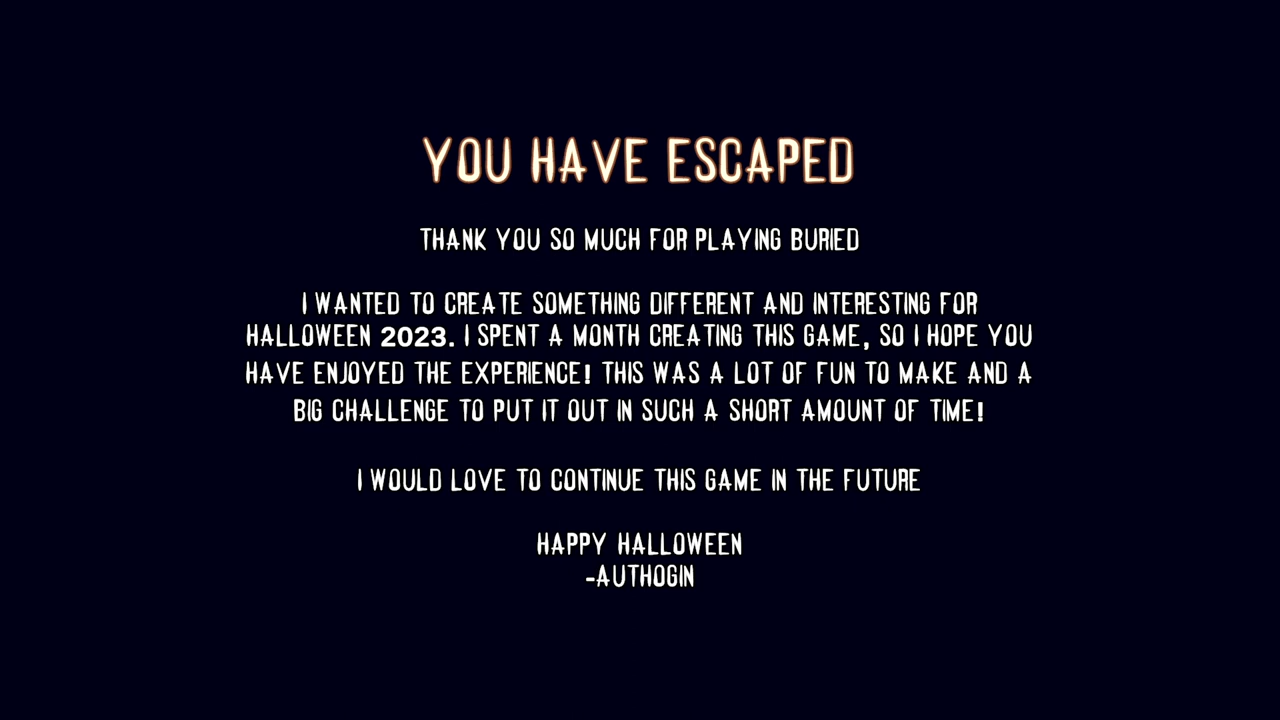 YOU HAVE ESCAPED
THANK YOU SO MUCH FOR PLAYING BURIED
I WANTED TO CREATE SOMETHING DIFFERENT AND INTERESTING FOR
HALLOWEEN 2023. I SPENT A MONTH CREATING THIS GAME, SO I HOPE YOU
HAVE ENJOYED THE EXPERIENCE! THIS WAS A LOT OF FUN TO MAKE AND A
BIG CHALLENGE TO PUT IT OUT IN SUCH A SHORT AMOUNT OF TIME!
I WOULD LOVE TO CONTINUE THIS GAME IN THE FUTURE
HAPPY HALLOWEEN
-AUTHOGIN